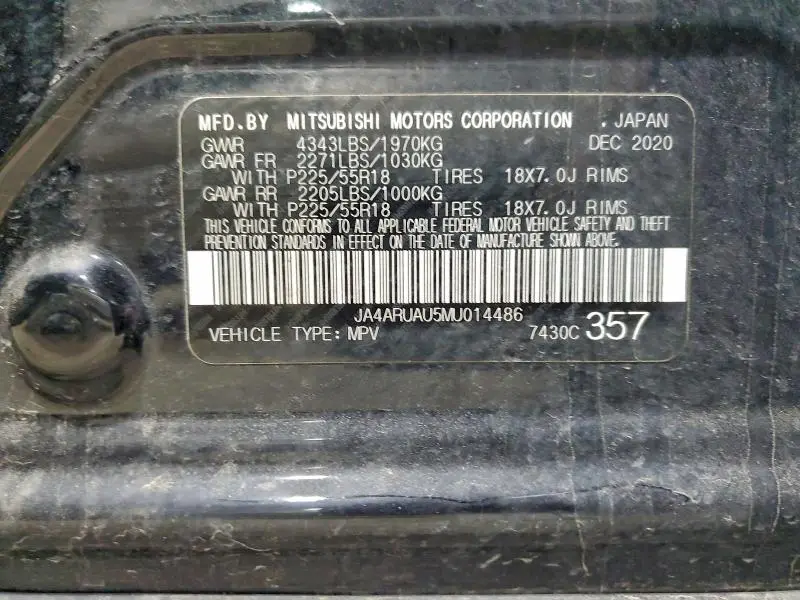 MFD.BY MITSUBISHI MOTORS CORPORATION . JAPAN
GVWR 4343LBS/1970KG DEC 2020
GAWR FR 2271LBS/1030KG
WITH P225/55R18 TIRES 18X7.0J RIMS
GAWR RR 2205LBS/1000KG
WITH P225/55R18 TIRES 18X7.0J RIMS
THIS VEHICLE CONFORMS TO ALL APPLICABLE FEDERAL MOTOR VEHICLE SAFETY AND THEFT
PREVENTION STANDARDS IN EFFECT ON THE DATE OF MANUFACTURE SHOWN ABOVE.
JA4ARUAU5MU014486
VEHICLE TYPE: MPV 7430C 357